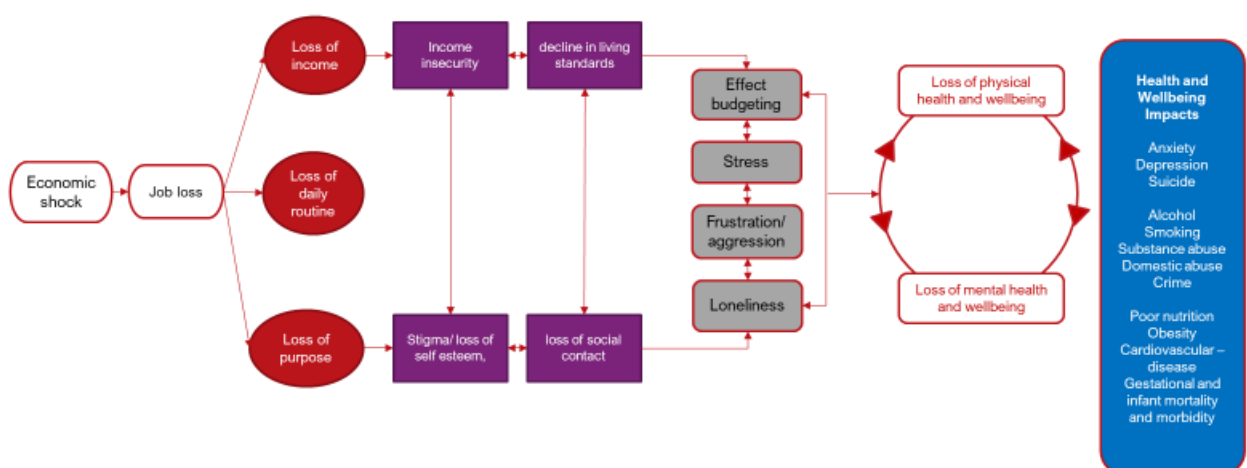 Economic
shock
Job loss
Loss of
income
Loss of
daily
routine
Loss of
purpose
Income
insecurity
decline in living
standards
Stigma/ loss of
self esteem,
loss of social
contact
Effect
budgeting
Stress
Frustration/
aggression
Loneliness
Loss of physical
health and wellbeing
Loss of mental health
and wellbeing
Health and
Wellbeing
Impacts
Anxiety
Depression
Suicide
Alcohol
Smoking
Substance abuse
Domestic abuse
Crime
Poor nutrition
Obesity
Cardiovascular –
disease
Gestational and
infant mortality
and morbidity